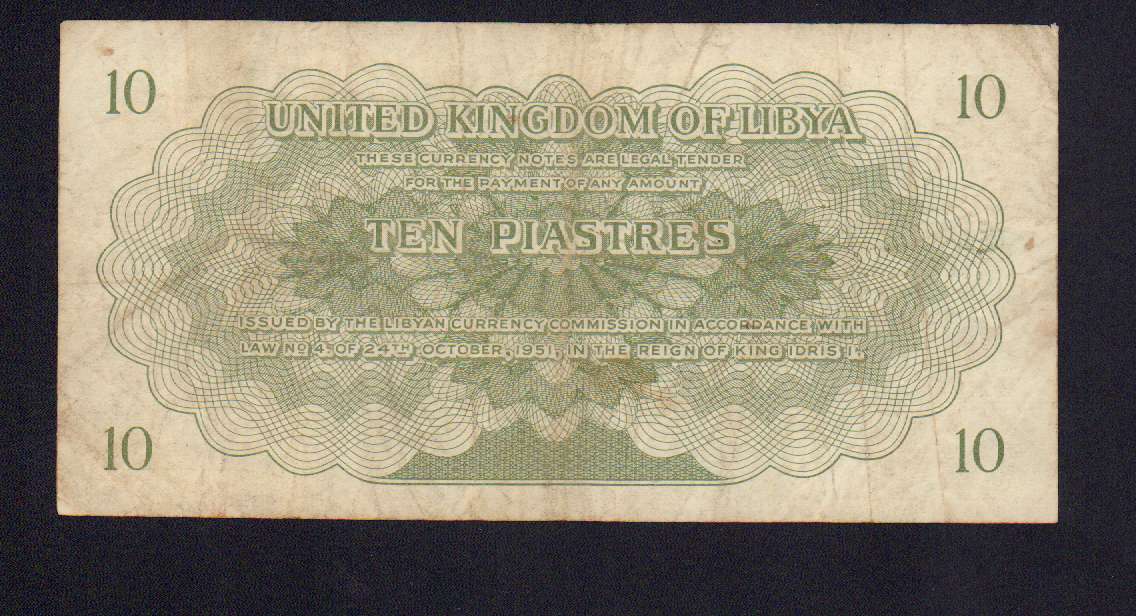 10
10
UNITED KINGDOM OF LIBYA
THESE CURRENCY NOTES ARE LEGAL TENDER
FOR THE PAYMENT OF ANY AMOUNT
TEN PIASTRES
ISSUED BY THE LIBYAN CURRENCY COMMISSION IN ACCORDANCE WITH
LAW Nº 4. OF 24TH OCTOBER, 1951, IN THE REIGN OF KING IDRIS I.
10
10